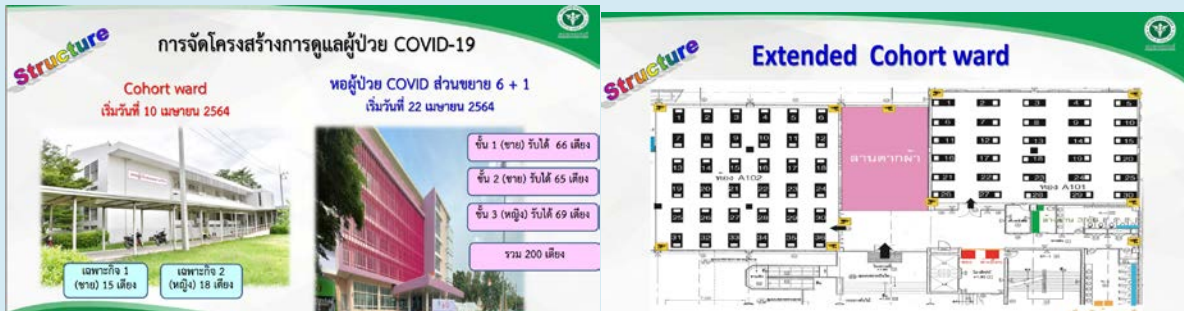 Structure
การจัดโครงสร้างการดูแลผู้ป่วย COVID-19
Cohort ward
เริ่มวันที่ 10 เมษายน 2564
หอผู้ป่วย COVID ส่วนขยาย 6 + 1
เริ่มวันที่ 22 เมษายน 2564
ชั้น 1 (ชาย) รับได้ 66 เตียง
ชั้น 2 (ชาย) รับได้ 65 เตียง
ชั้น 3 (หญิง) รับได้ 69 เตียง
รวม 200 เตียง
เฉพาะกิจ 1
(ชาย) 15 เตียง
เฉพาะกิจ 2
(หญิง) 18 เตียง
Structure
Extended Cohort ward
1 2 3 4 5 6
7 8 9 10 11 12
13 14 15 16 17 18
ห้อง A102
19 20 21 22 23 24
25 26 27 28 29 30
31 32 33 34 35 36
ลานตากผ้า
1 2 3 4 5
6 7 8 9 10
11 12 13 14 15
16 17 18 19 20
21 22 23 24 25
ห้อง A101
26 27 28 29 30